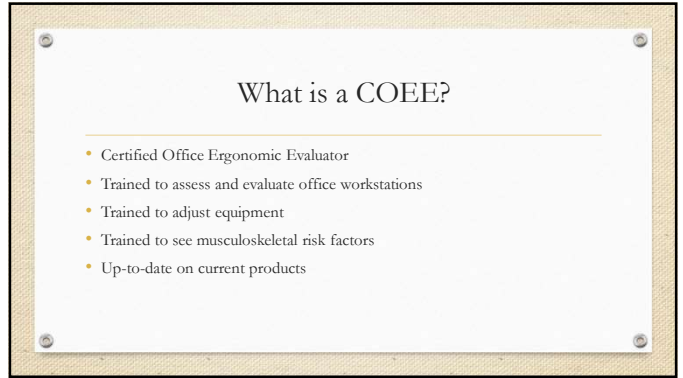 What is a COEE?
• Certified Office Ergonomic Evaluator
• Trained to assess and evaluate office workstations
• Trained to adjust equipment
• Trained to see musculoskeletal risk factors
• Up-to-date on current products